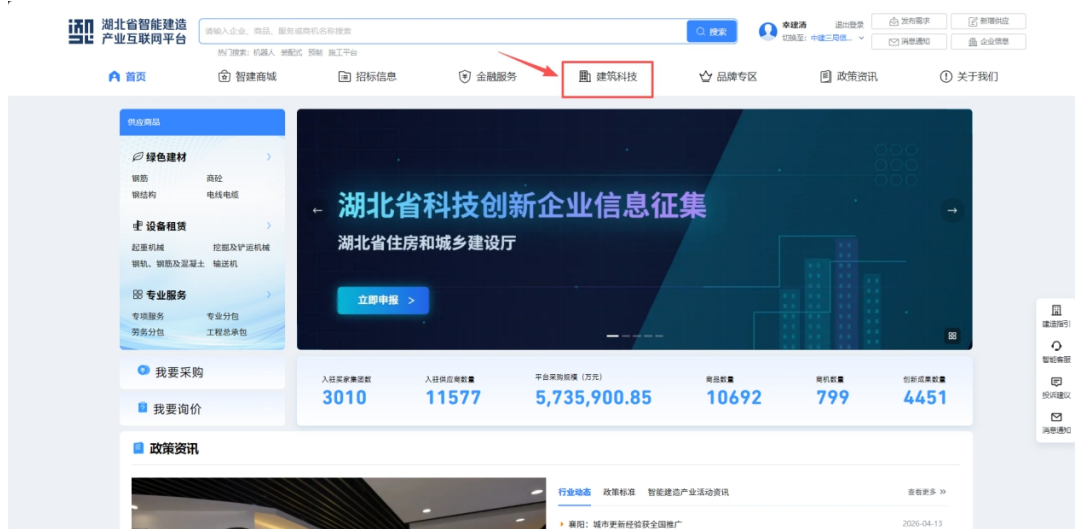 湖北省智能建造
产业互联网平台
请输入企业、商品、服务或商机名称搜索
搜索
热门搜索: 机器人 装配式 预制 施工平台
幸建涛 退出登录
切换至: 中建三局信...
发布需求
新增供应
消息通知
企业信息
首页
智建商城
招标信息
金融服务
建筑科技
品牌专区
政策资讯
关于我们
供应商品
绿色建材
钢筋 商砼
钢结构 电线电缆
设备租赁
起重机械 挖掘及铲运机械
钢轨、钢筋及混凝土 输送机
专业服务
专项服务 专业分包
劳务分包 工程总承包
我要采购
我要询价
湖北省科技创新企业信息征集
湖北省住房和城乡建设厅
立即申报 >
建造指引
智能客服
投诉建议
消息通知
入驻买家集团数 入驻供应商数量 平台采购规模(万元) 商品数量 商机数量 创新成果数量
3010 11577 5,735,900.85 10692 799 4451
政策资讯
行业动态 政策标准 智能建造产业活动资讯 查看更多 »
襄阳: 城市更新经验获全国推广 2026-04-13